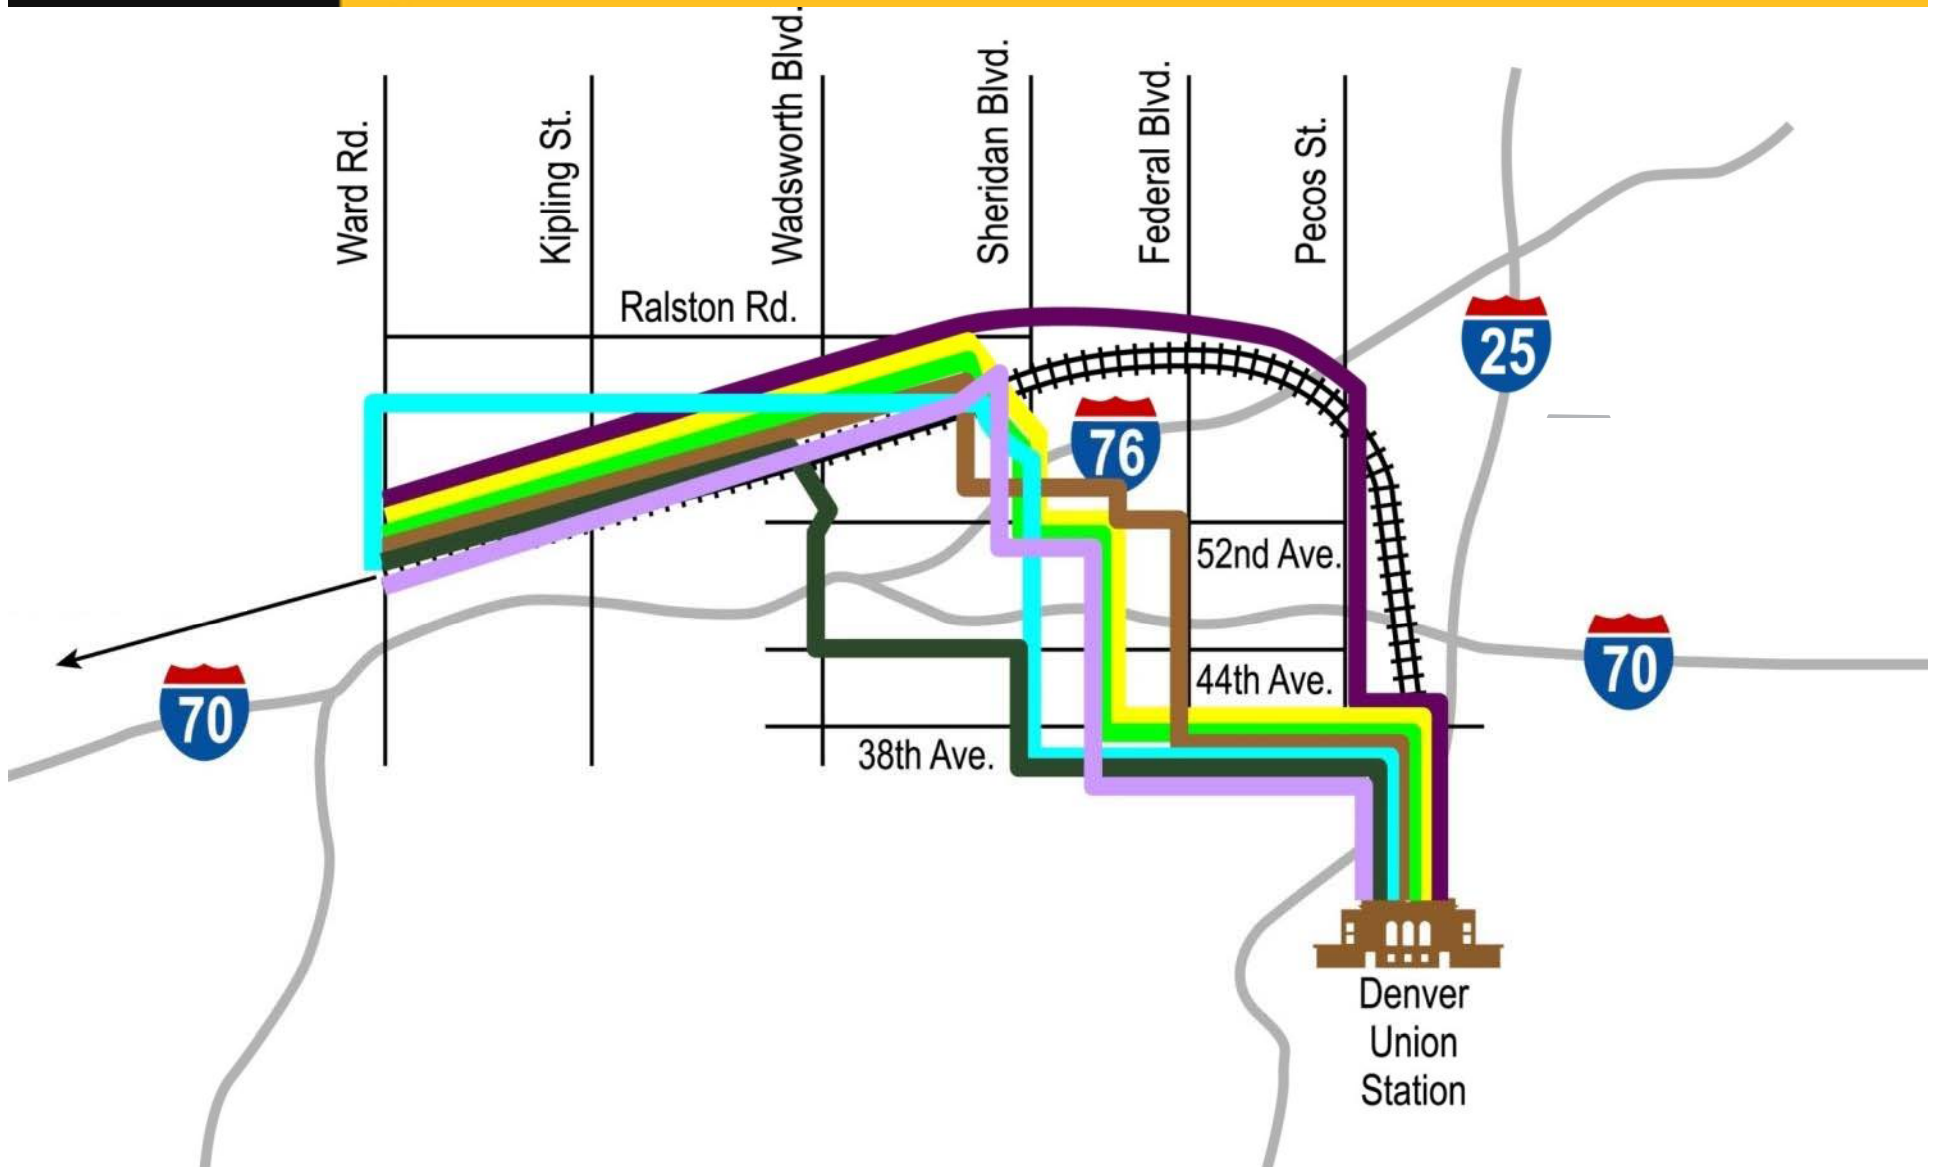 Ward Rd.
Kipling St.
Wadsworth Blvd.
Sheridan Blvd.
Federal Blvd.
Pecos St.
Ralston Rd.
25
76
52nd Ave.
70
44th Ave.
70
38th Ave.
Denver
Union
Station